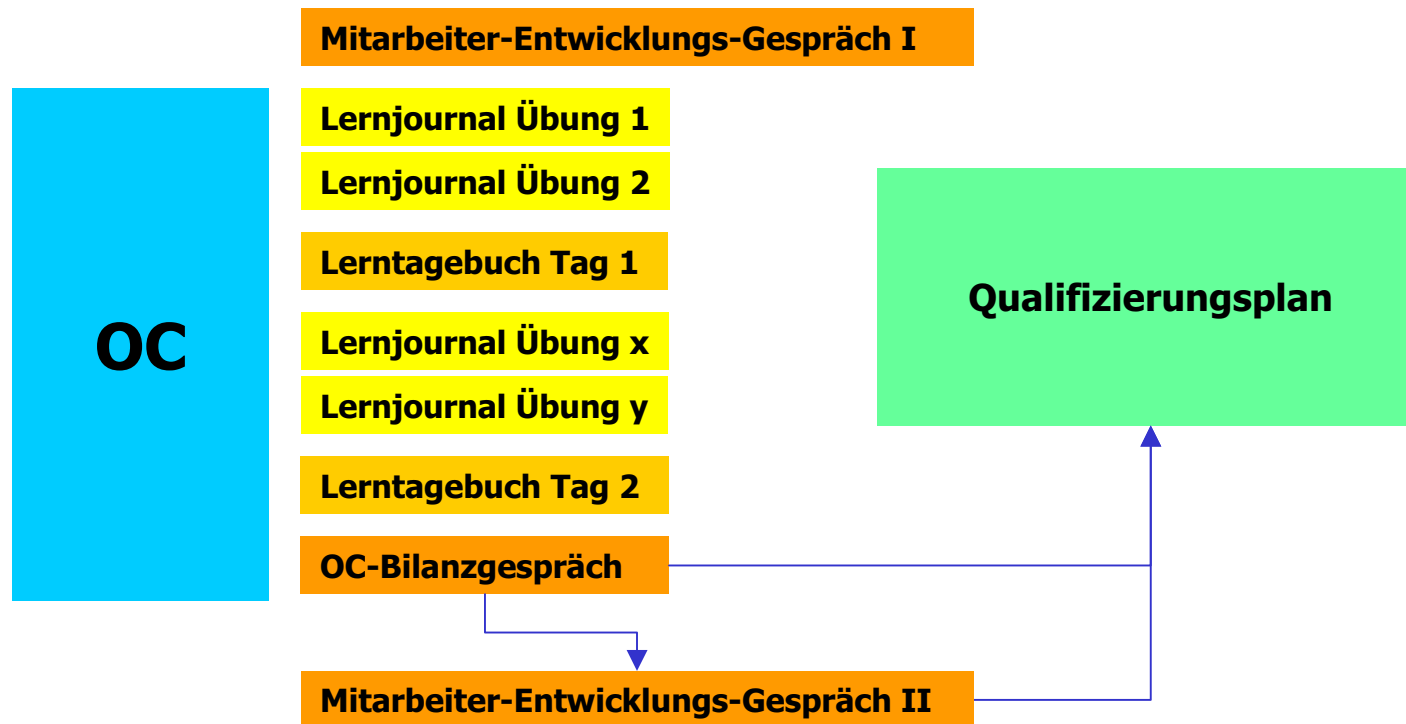 Mitarbeiter-Entwicklungs-Gespräch I
OC
Lernjournal Übung 1
Lernjournal Übung 2
Lerntagebuch Tag 1
Lernjournal Übung x
Lernjournal Übung y
Lerntagebuch Tag 2
OC-Bilanzgespräch
Mitarbeiter-Entwicklungs-Gespräch II
Qualifizierungsplan